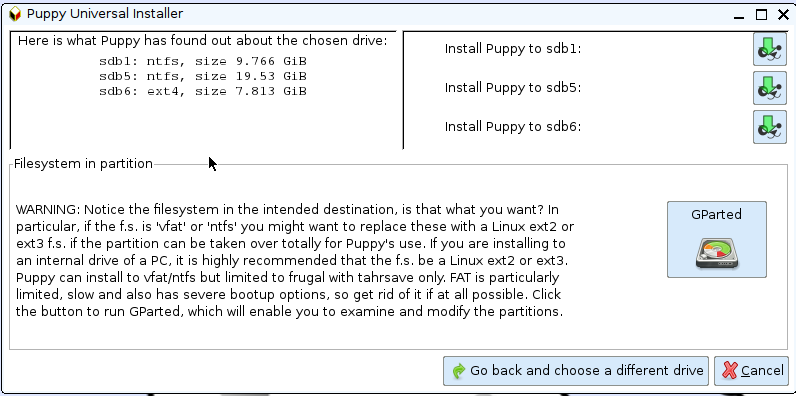 Puppy Universal Installer
Here is what Puppy has found out about the chosen drive:
sdb1: ntfs, size 9.766 GiB
sdb5: ntfs, size 19.53 GiB
sdb6: ext4, size 7.813 GiB
Install Puppy to sdb1:
Install Puppy to sdb5:
Install Puppy to sdb6:
Filesystem in partition
WARNING: Notice the filesystem in the intended destination, is that what you want? In
particular, if the f.s. is 'vfat' or 'ntfs' you might want to replace these with a Linux ext2 or
ext3 f.s. if the partition can be taken over totally for Puppy's use. If you are installing to
an internal drive of a PC, it is highly recommended that the f.s. be a Linux ext2 or ext3.
Puppy can install to vfat/ntfs but limited to frugal with tahrsave only. FAT is particularly
limited, slow and also has severe bootup options, so get rid of it if at all possible. Click
the button to run GParted, which will enable you to examine and modify the partitions.
GParted
Go back and choose a different drive
Cancel